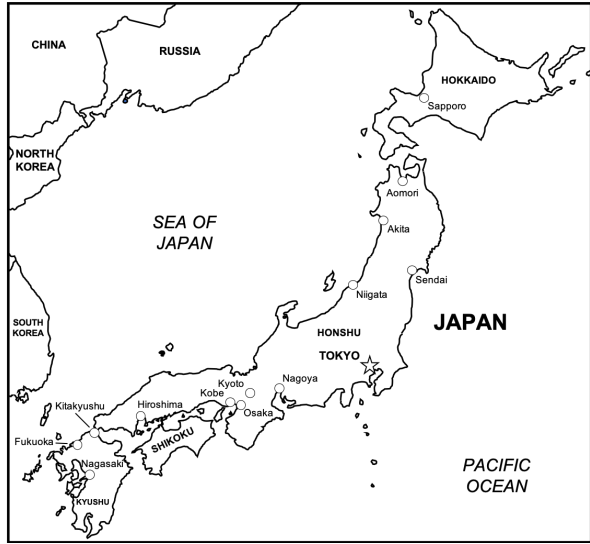 CHINA
RUSSIA
HOKKAIDO
Sapporo
NORTH
KOREA
Aomori
SEA OF
JAPAN
Akita
Sendai
Niigata
SOUTH
KOREA
HONSHU
JAPAN
TOKYO
Kyoto
Nagoya
Kobe
Kitakyushu
Hiroshima
Osaka
Fukuoka
SHIKOKU
Nagasaki
PACIFIC
OCEAN
KYUSHU